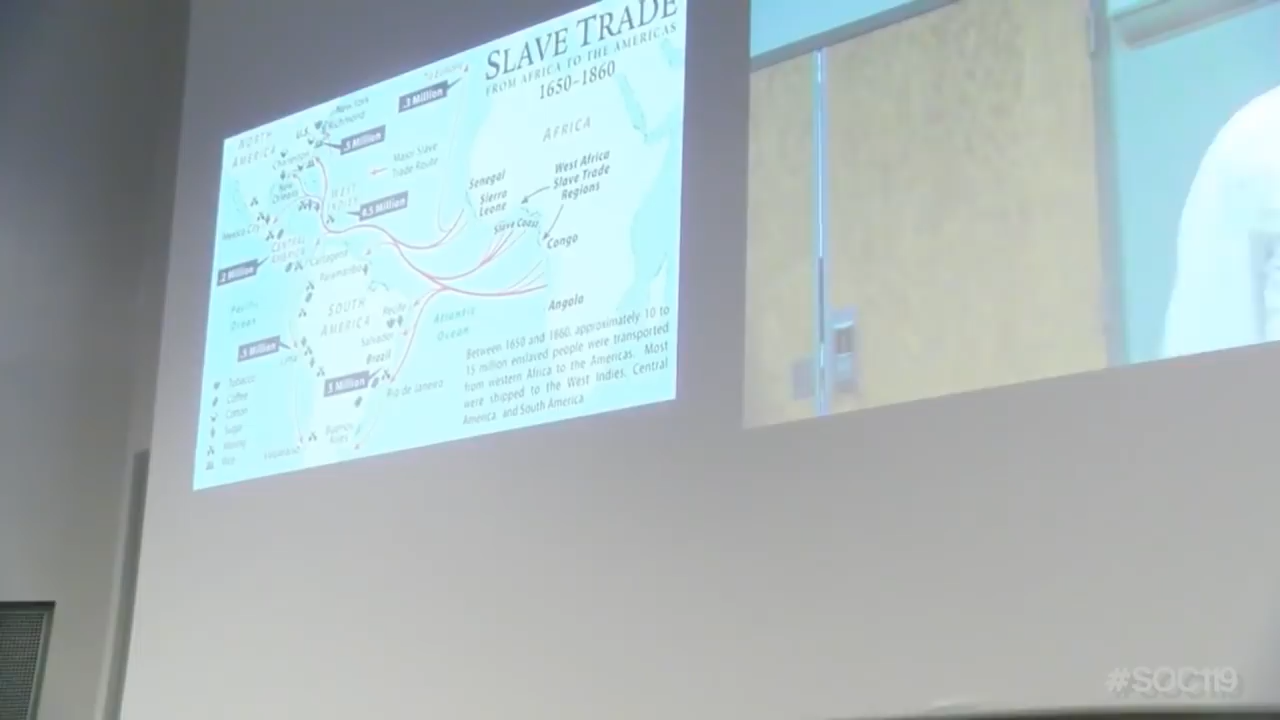 SLAVE TRADE
FROM AFRICA TO THE AMERICAS
1650–1860
To Europe
.3 Million
New York
Richmond
U.S.
NORTH
AMERICA
.5 Million
Charleston
Major Slave
Trade Route
New
Orleans
WEST
INDIES
4.5 Million
Mexico City
CENTRAL
AMERICA
.2 Million
Cartagena
Paramaribo
AFRICA
Senegal
Sierra
Leone
West Africa
Slave Trade
Regions
Slave Coast
Congo
Angola
Pacific
Ocean
SOUTH
AMERICA
Recife
Atlantic
Ocean
Salvador
Brazil
.5 Million
Lima
Rio de Janeiro
Buenos
Aires
Valparaiso
Tobacco
Coffee
Cotton
Sugar
Mining
Between 1650 and 1860, approximately 10 to
15 million enslaved people were transported
from western Africa to the Americas. Most
were shipped to the West Indies, Central
America, and South America
#SOC119